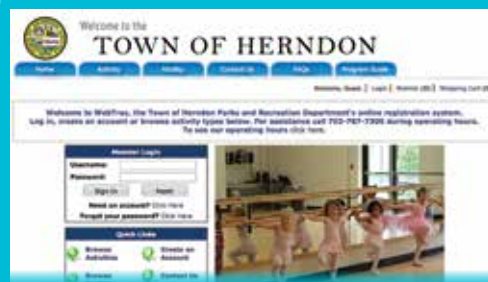 Welcome to the
TOWN OF HERNDON
Home Activity Facility Contact Us FAQs Program Guide
Welcome, Guest | Login | Wishlist (0) | Shopping Cart
Welcome to WebTrac, the Town of Herndon Parks and Recreation Department's online registration system.
Log in, create an account or browse activity types below. For assistance call 703-787-7300 during operating hours.
To see our operating hours click here.
Member Login
Username:
Password:
Sign In
Need an account? Click Here
Forgot your password? Click Here
Quick Links
Browse Activities
Create an Account
Browse
Contact Us